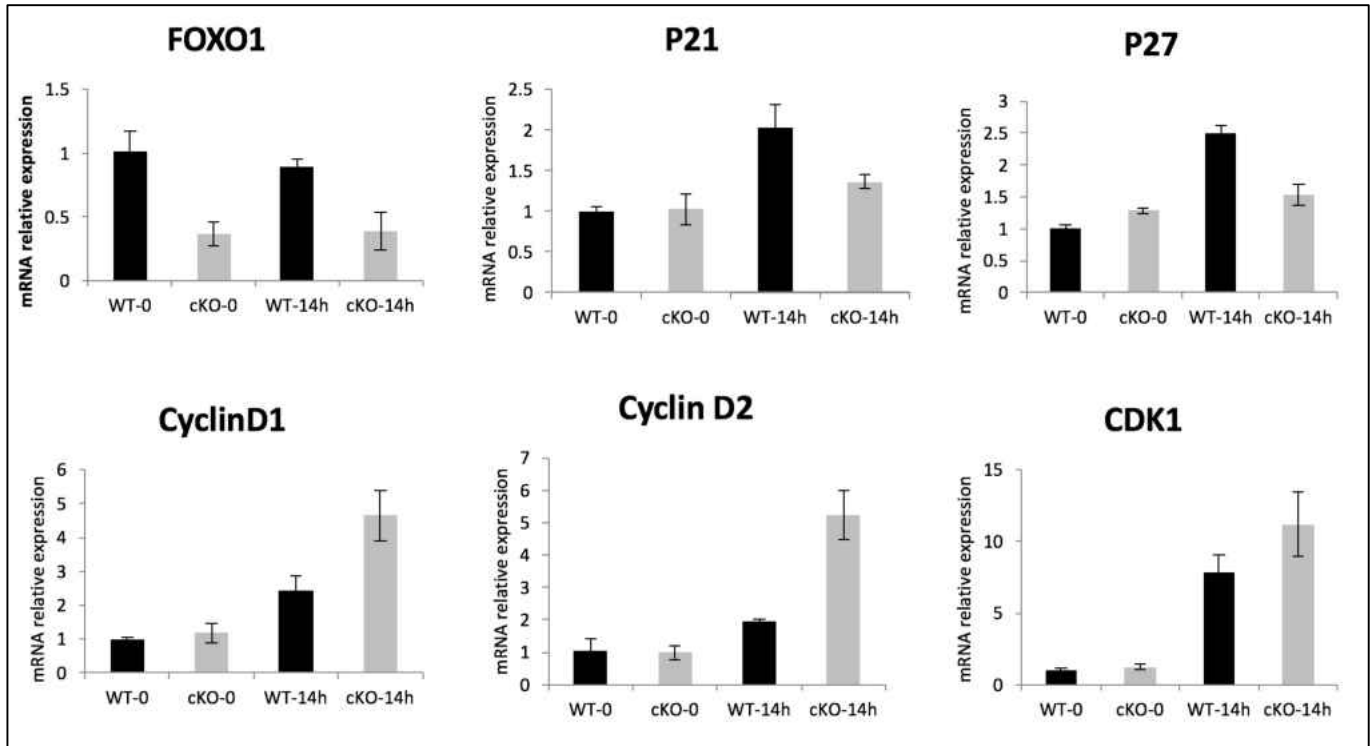 FOXO1
mRNA relative expression
1.5
1
0.5
0
WT-0 cKO-0 WT-14h cKO-14h
P21
mRNA relative expression
2.5
2
1.5
1
0.5
0
WT-0 cKO-0 WT-14h cKO-14h
P27
mRNA relative expression
3
2.5
2
1.5
1
0.5
0
WT-0 cKO-0 WT-14h cKO-14h
CyclinD1
mRNA relative expression
6
5
4
3
2
1
0
WT-0 cKO-0 WT-14h cKO-14h
Cyclin D2
mRNA relative expression
7
6
5
4
3
2
1
0
WT-0 cKO-0 WT-14h cKO-14h
CDK1
mRNA relative expression
15
10
5
0
WT-0 cKO-0 WT-14h cKO-14h